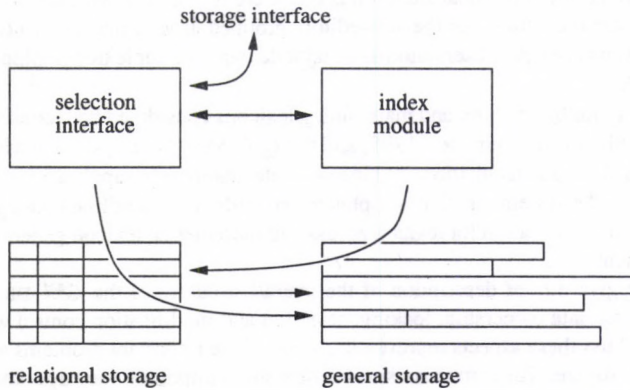 storage interface
selection
interface
index
module
relational storage
general storage